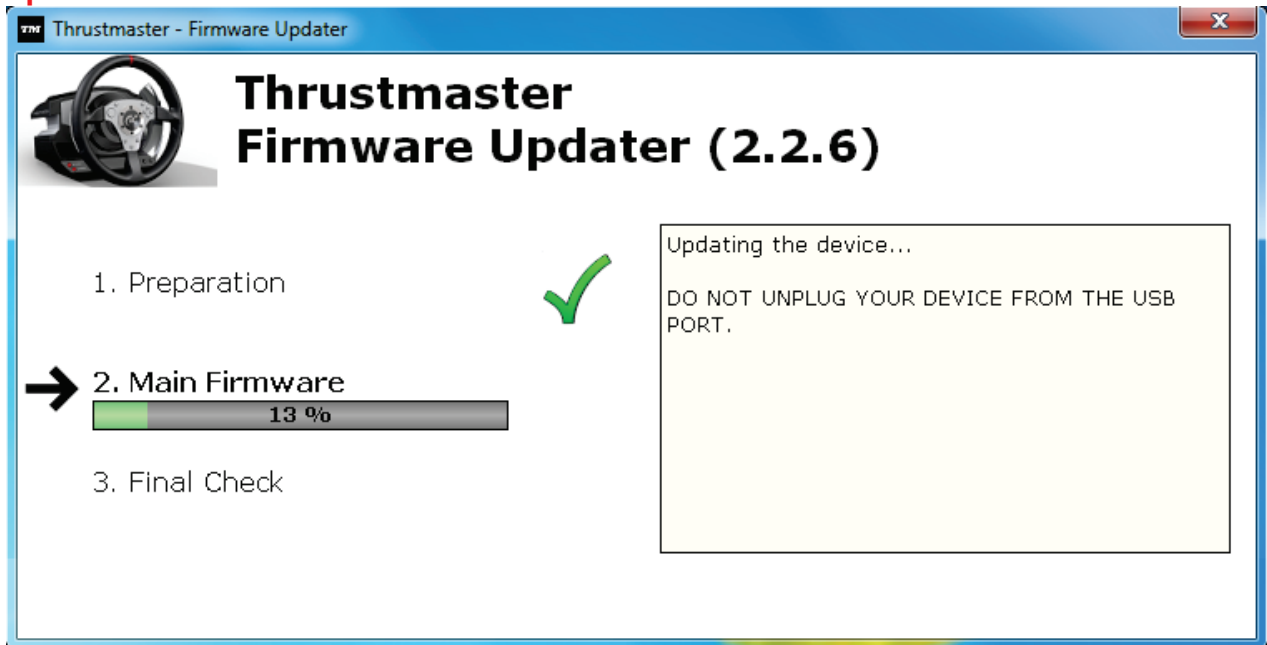 TM Thrustmaster - Firmware Updater
x
Thrustmaster
Firmware Updater (2.2.6)
1. Preparation
2. Main Firmware
13 %
3. Final Check
Updating the device...
DO NOT UNPLUG YOUR DEVICE FROM THE USB
PORT.